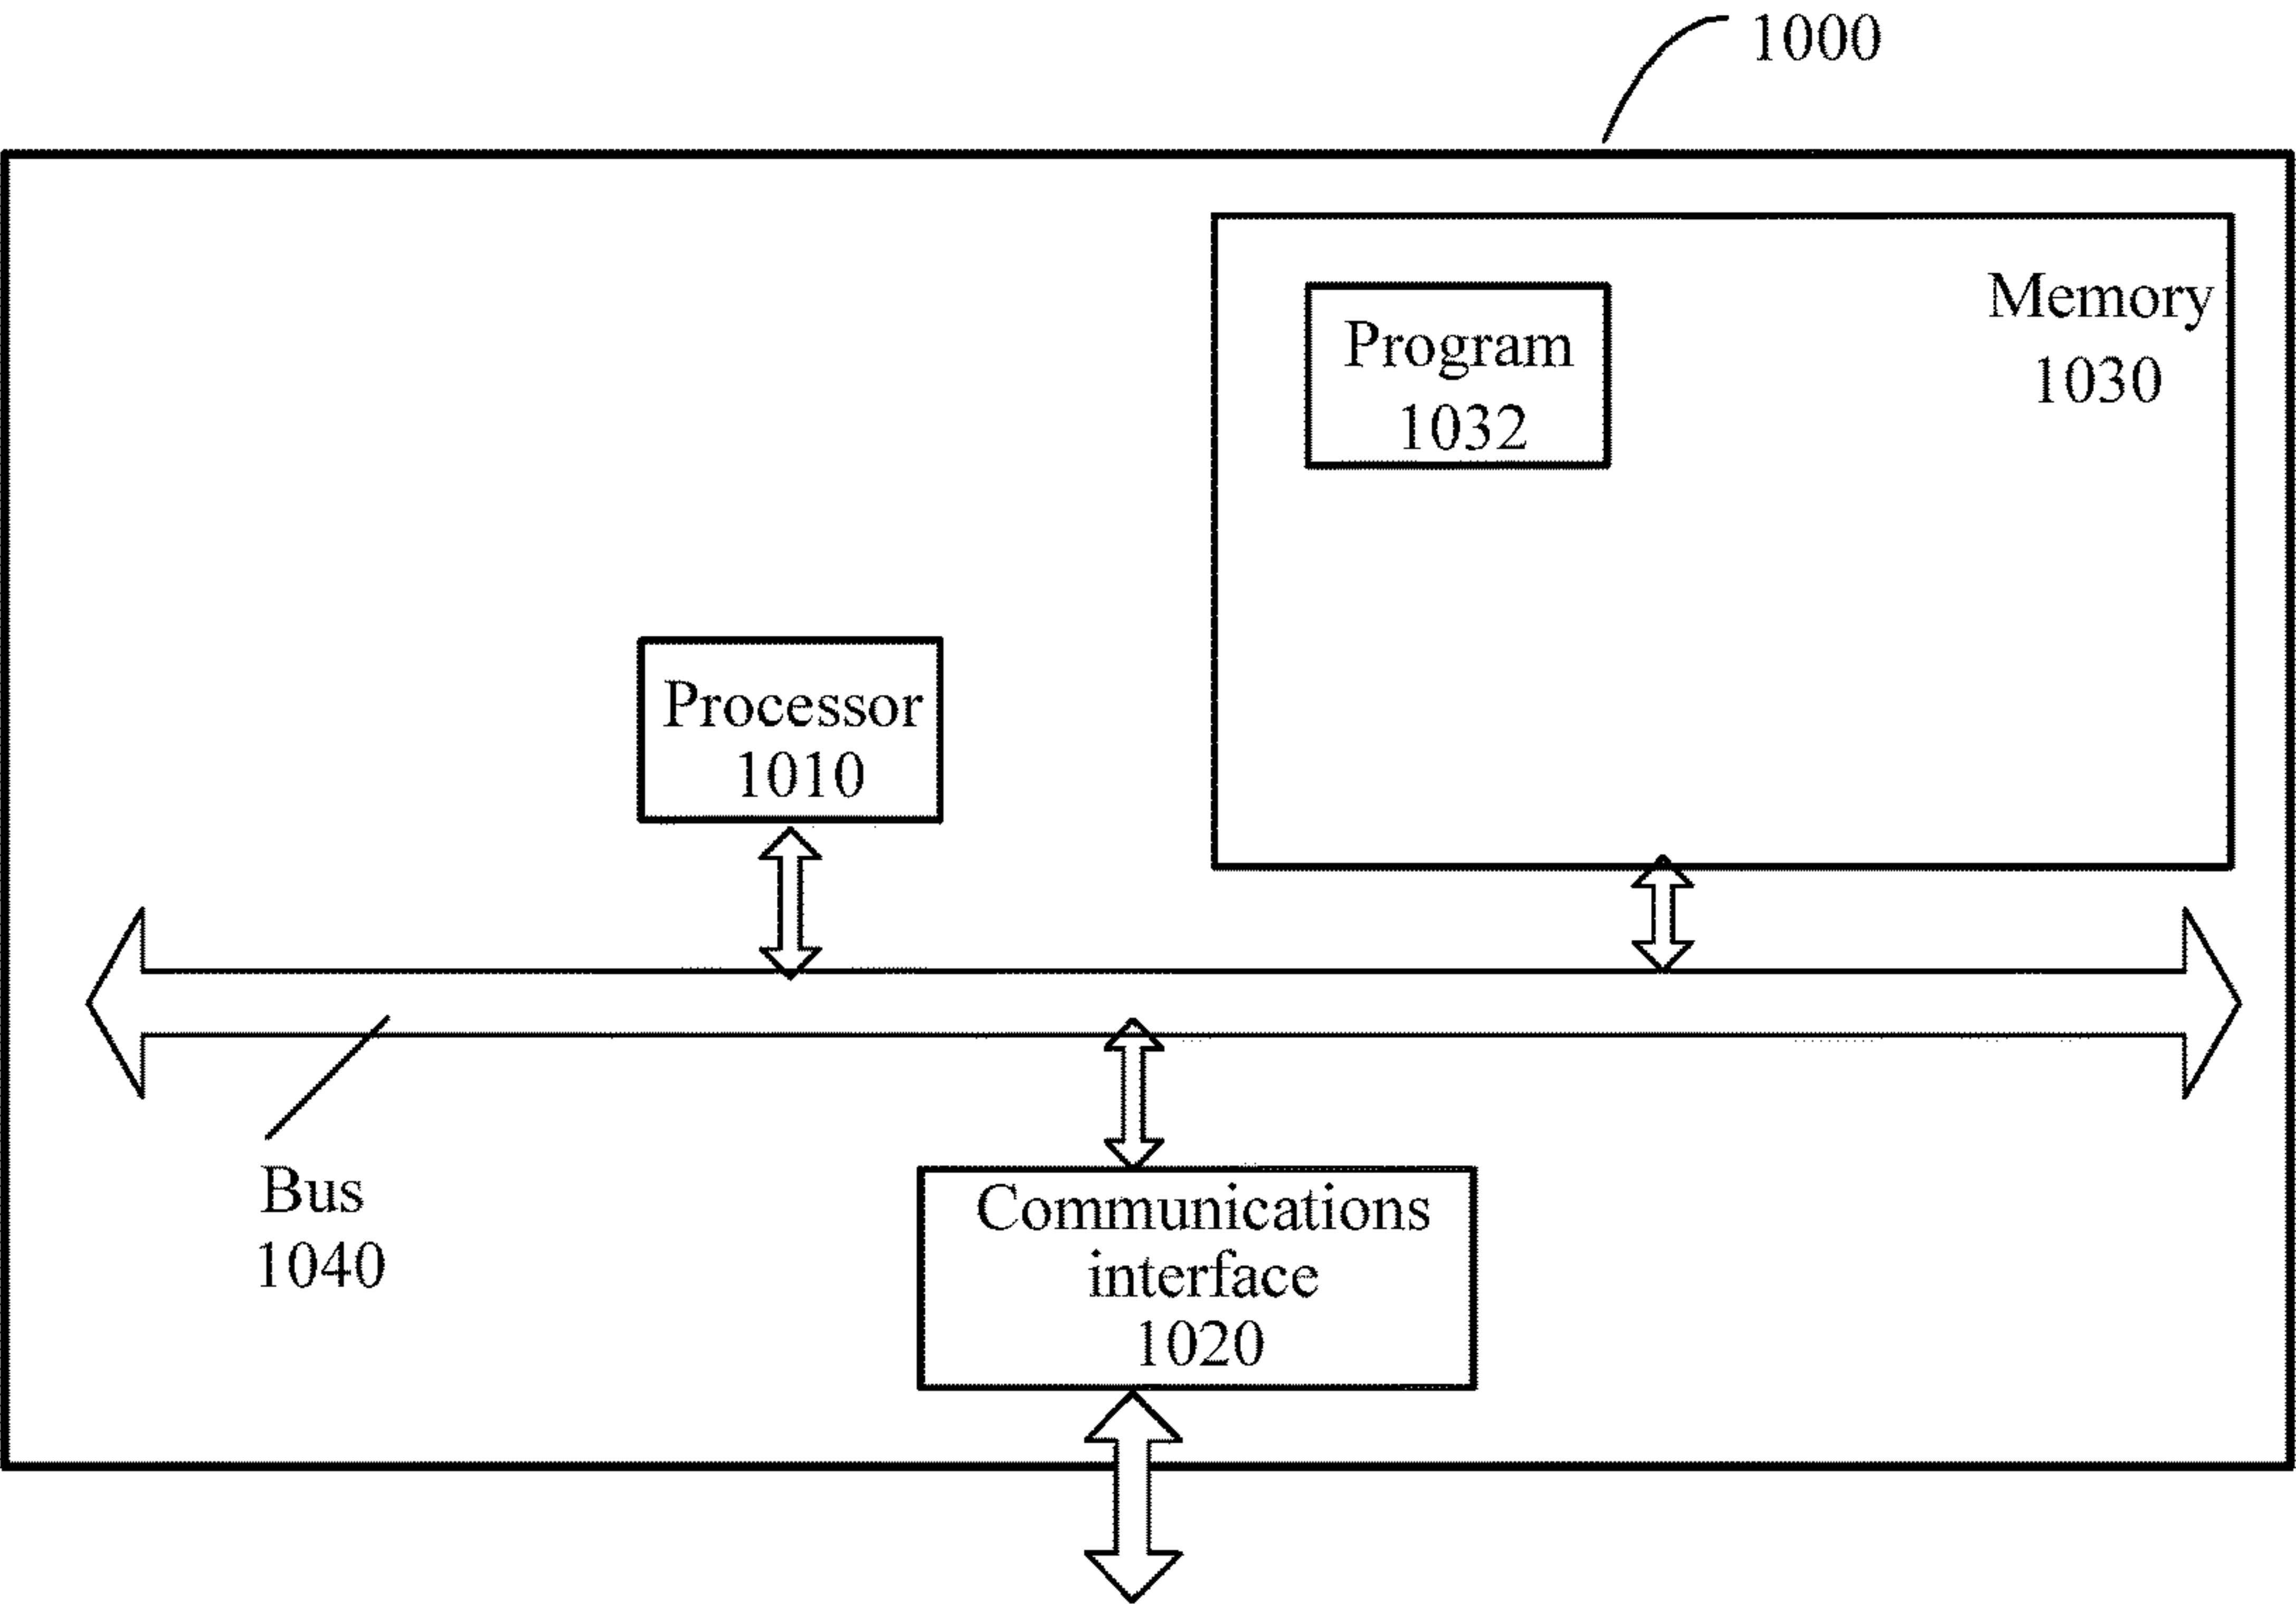 1000
Memory
1030
Program
1032
Processor
1010
Bus
1040
Communications
interface
1020